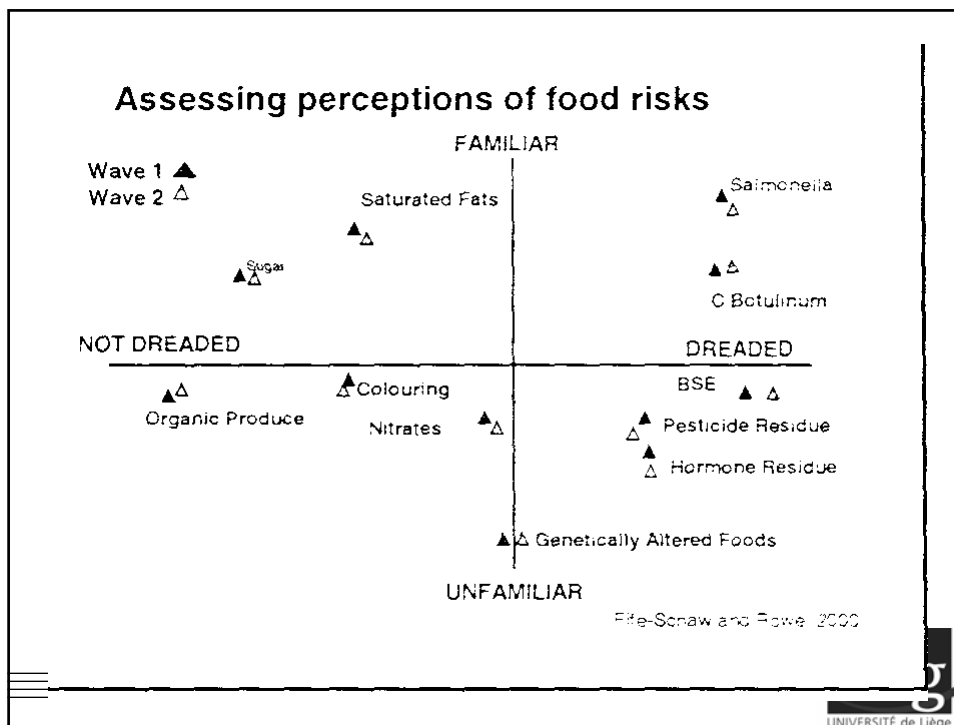 Assessing perceptions of food risks
FAMILIAR
Wave 1
Wave 2
Saturated Fats
Salmonella
Sugar
C Botulinum
NOT DREADED
DREADED
BSE
Colouring
Organic Produce
Nitrates
Pesticide Residue
Hormone Residue
Genetically Altered Foods
UNFAMILIAR
Fife-Schaw and Rowe 2000
g
UNIVERSITÉ de Liège